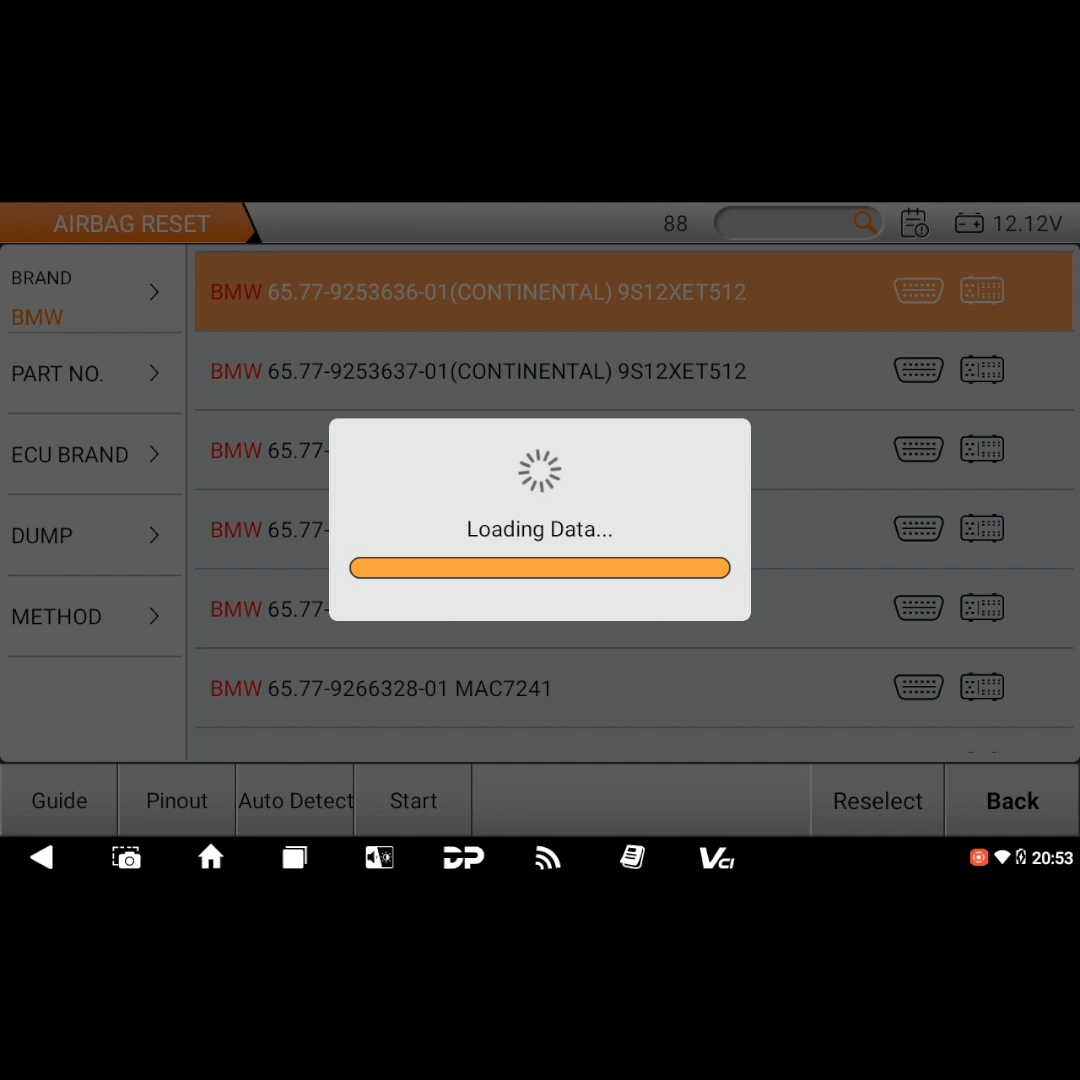 AIRBAG RESET
88
12.12V
BRAND
BMW
PART NO.
ECU BRAND
DUMP
METHOD
BMW 65.77-9253636-01(CONTINENTAL) 9S12XET512
BMW 65.77-9253637-01(CONTINENTAL) 9S12XET512
BMW 65.77-
BMW 65.77-
BMW 65.77-
BMW 65.77-9266328-01 MAC7241
Loading Data...
Guide
Pinout
Auto Detect
Start
Reselect
Back
DP
VCI
20:53